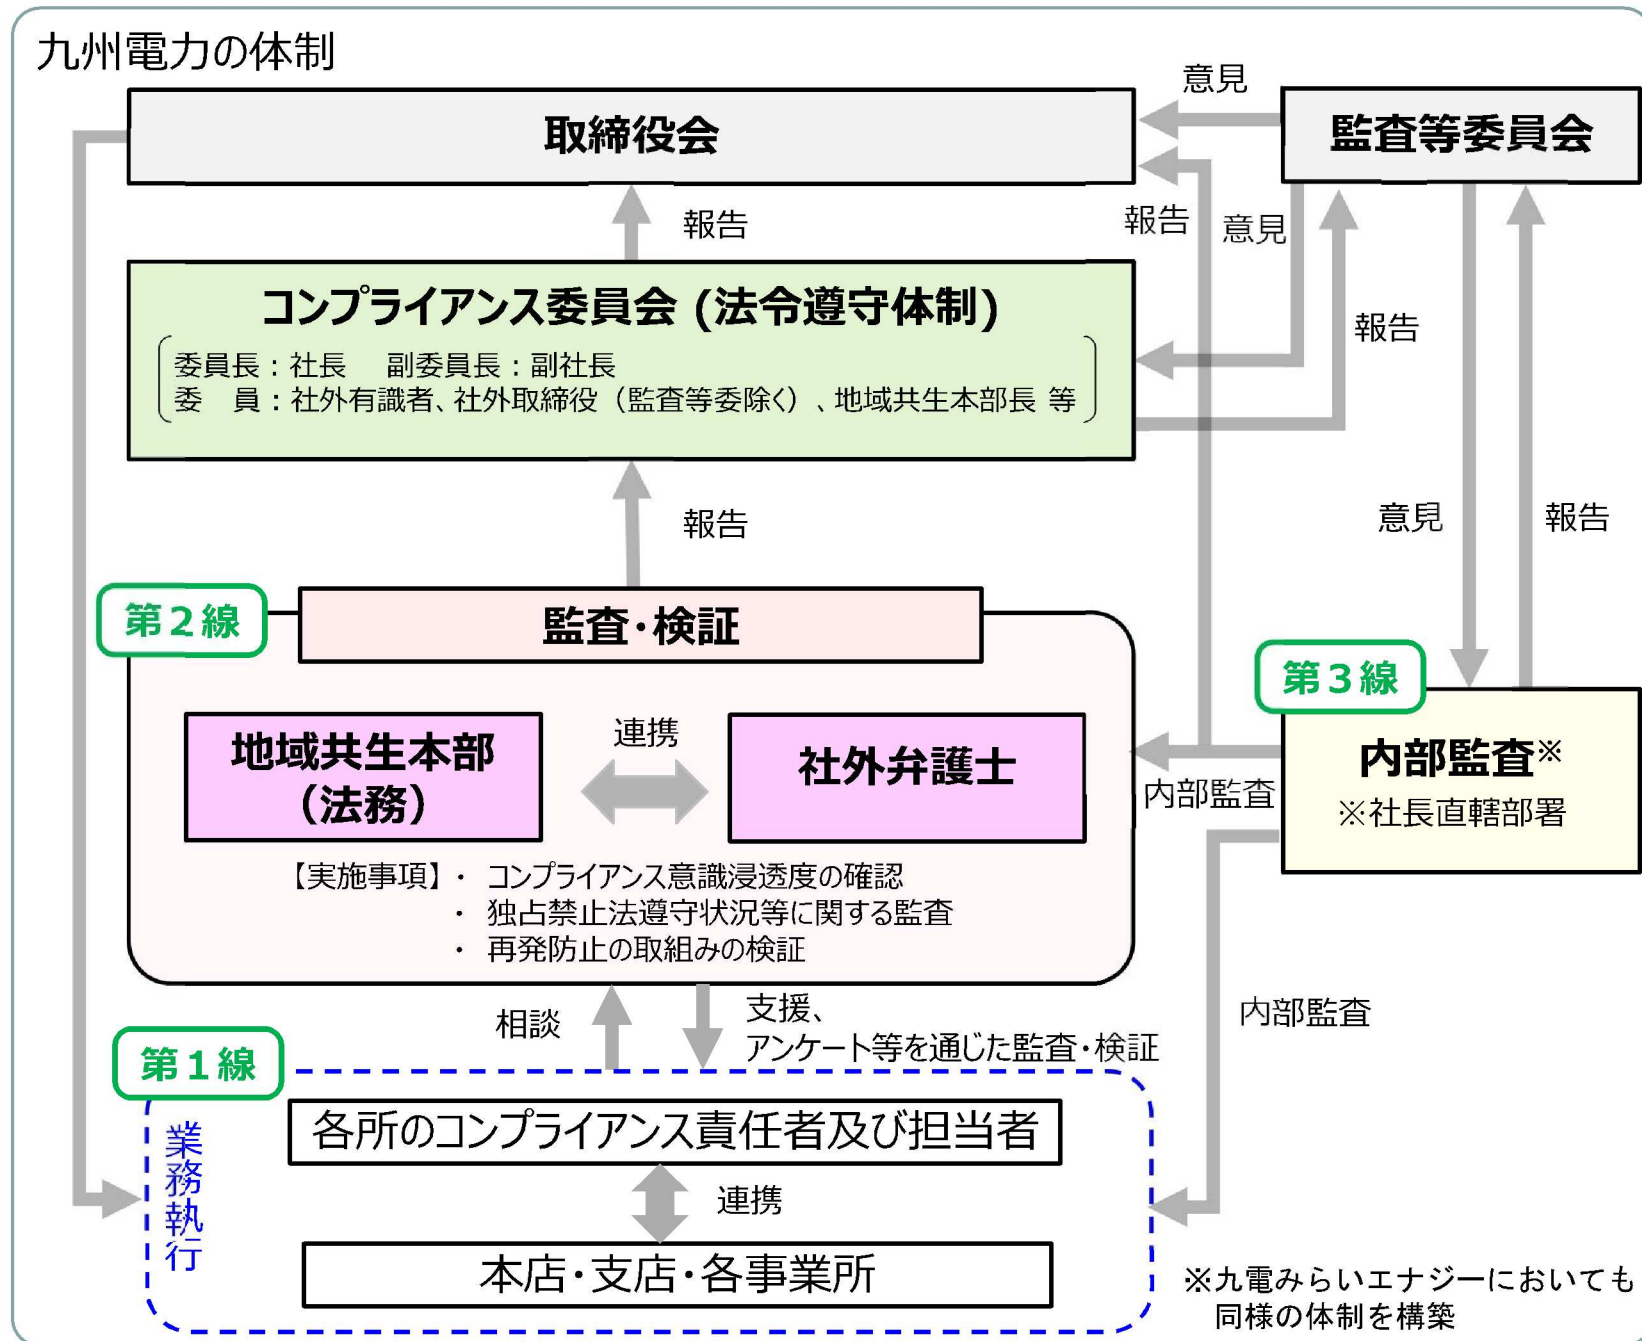 九州電力の体制
意見
取締役会
監査等委員会
報告
報告
意見
コンプライアンス委員会 (法令遵守体制)
委員長：社長　副委員長：副社長
委　員：社外有識者、社外取締役（監査等委除く）、地域共生本部長 等
報告
報告
意見
報告
第２線
監査・検証
第３線
地域共生本部
（法務）
連携
社外弁護士
内部監査※
※社長直轄部署
内部監査
【実施事項】・ コンプライアンス意識浸透度の確認
・ 独占禁止法遵守状況等に関する監査
・ 再発防止の取組みの検証
相談
支援、
アンケート等を通じた監査・検証
内部監査
第１線
業務執行
各所のコンプライアンス責任者及び担当者
連携
本店・支店・各事業所
※九電みらいエナジーにおいても
同様の体制を構築